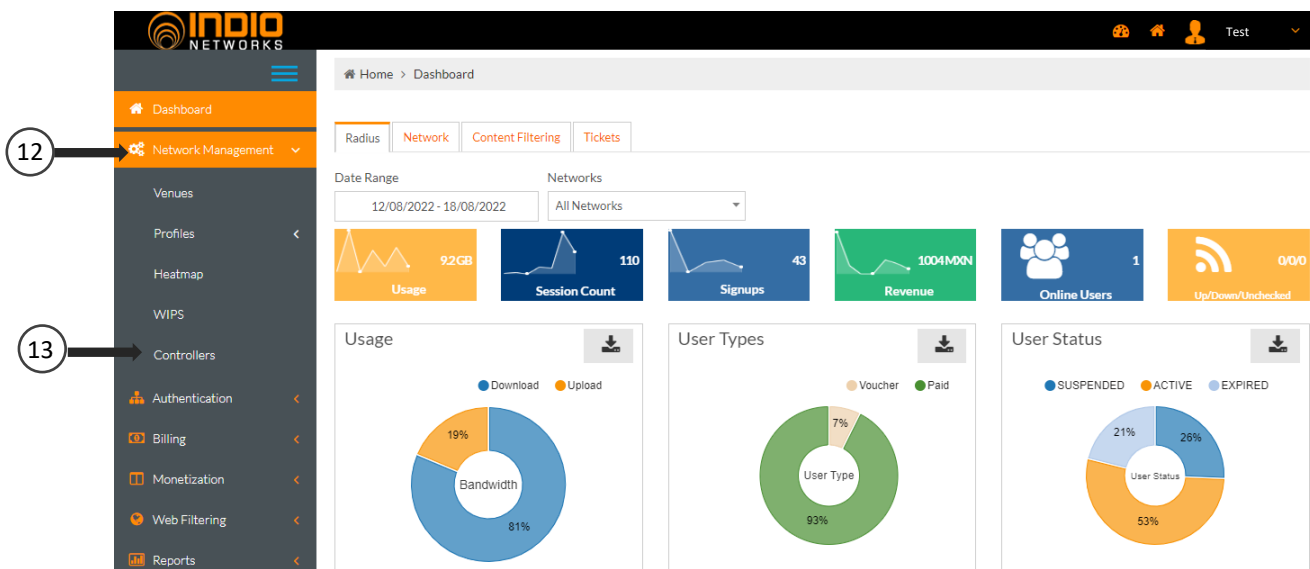 INDIO
NETWORKS
Test
Home > Dashboard
Dashboard
12
Network Management
Venues
Profiles
Heatmap
WIPS
13
Controllers
Authentication
Billing
Monetization
Web Filtering
Reports
Radius Network Content Filtering Tickets
Date Range Networks
12/08/2022 - 18/08/2022 All Networks
9.2GB
Usage
110
Session Count
43
Signups
1004 MXN
Revenue
1
Online Users
0/0/0
Up/Down/Unchecked
Usage
Download Upload
19%
Bandwidth
81%
User Types
Voucher Paid
7%
User Type
93%
User Status
SUSPENDED ACTIVE EXPIRED
21% 26%
User Status
53%